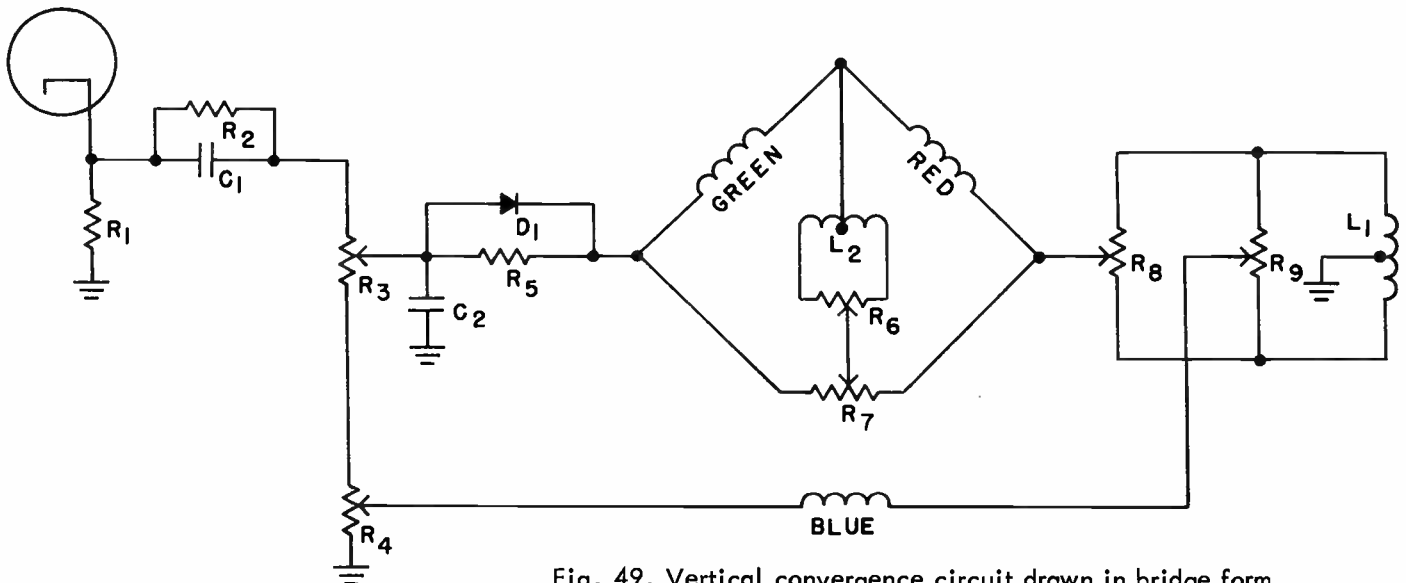 R2
C1
R1
GREEN
RED
D1
R5
L2
L1
R3
C2
R6
R8
R9
R7
BLUE
R4
Fig. 49. Vertical convergence circuit drawn in bridge form